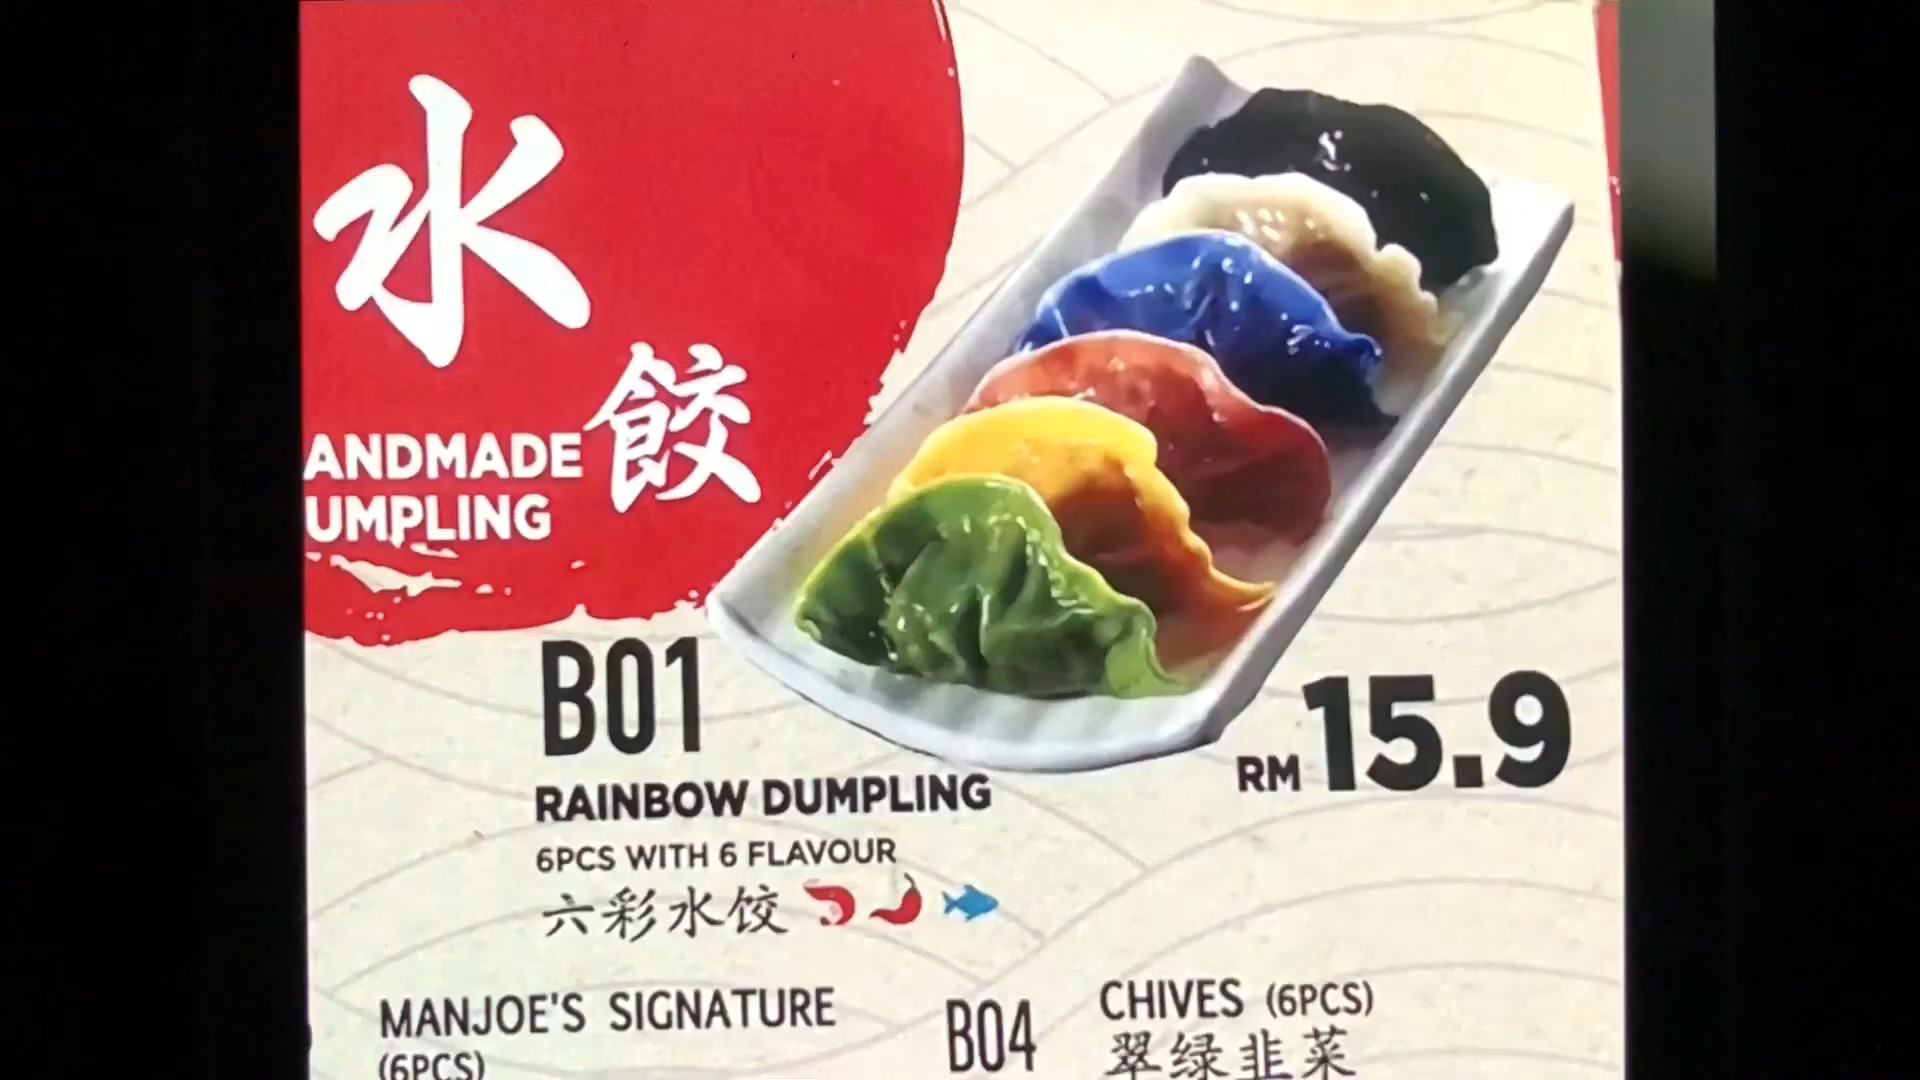 水
餃
ANDMADE
UMPLING
B01
RAINBOW DUMPLING
6PCS WITH 6 FLAVOUR
六彩水饺
RM 15.9
MANJOE'S SIGNATURE
(6PCS)
B04
CHIVES (6PCS)
翠绿韭菜